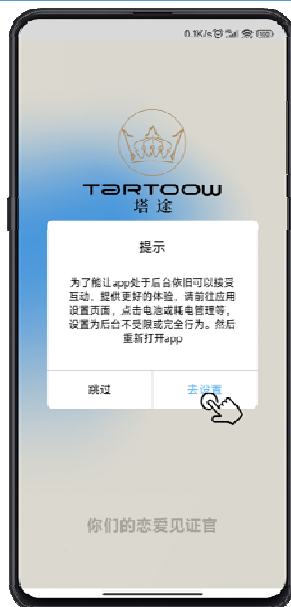 0.1K/s
TARTOOW
塔途
提示
为了能让app处于后台依旧可以接受
互动，提供更好的体验，请前往应用
设置页面，点击电池或耗电管理等，
设置为后台不受限或完全行为。然后
重新打开app
跳过
去设置
你们的恋爱见证官